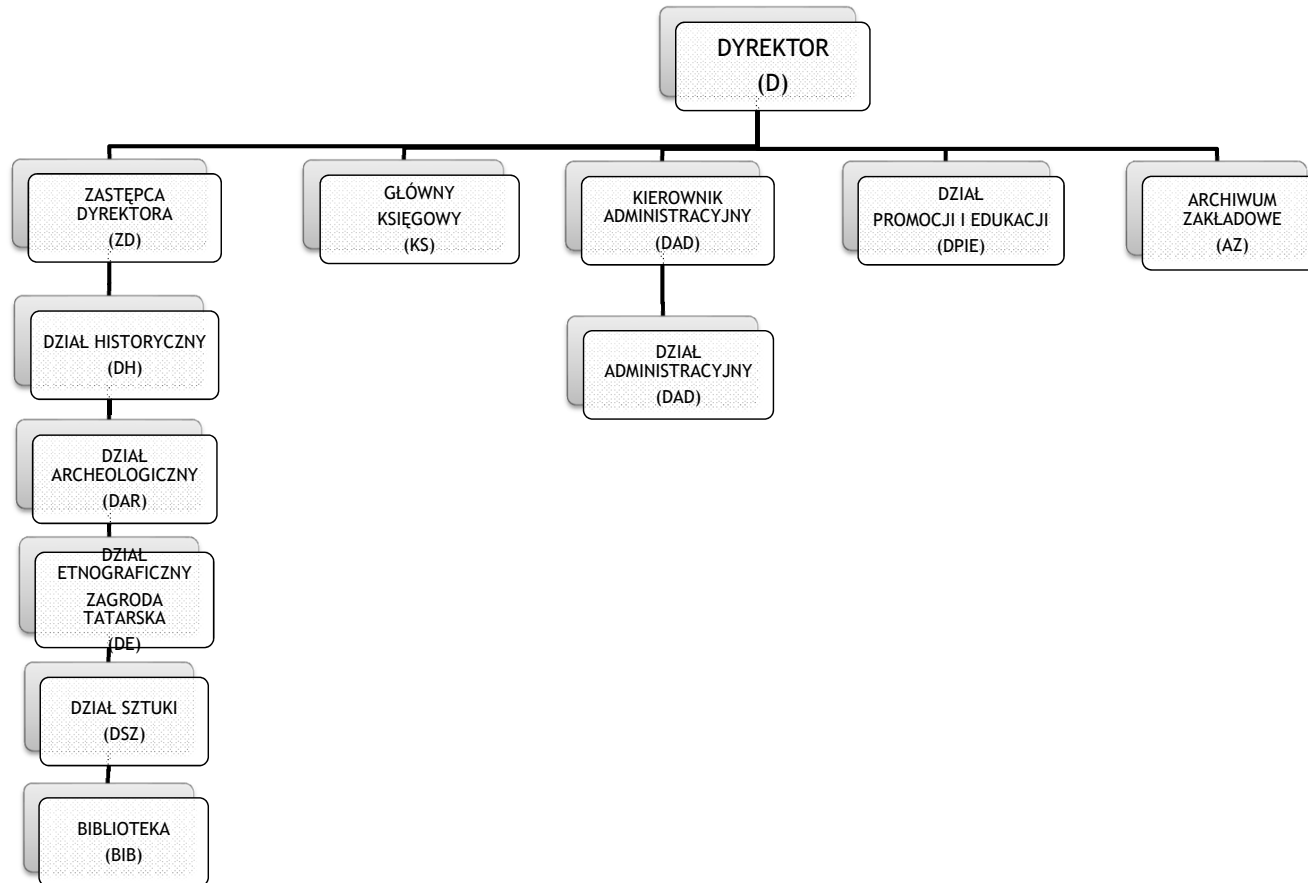 DYREKTOR
(D)
ZASTĘPCA
DYREKTORA
(ZD)
GŁÓWNY
KSIĘGOWY
(KS)
KIEROWNIK
ADMINISTRACYJNY
(DAD)
DZIAŁ
PROMOCJI I EDUKACJI
(DPIE)
ARCHIWUM
ZAKŁADOWE
(AZ)
DZIAŁ HISTORYCZNY
(DH)
DZIAŁ
ADMINISTRACYJNY
(DAD)
DZIAŁ
ARCHEOLOGICZNY
(DAR)
DZIAŁ
ETNOGRAFICZNY
ZAGRODA
TATARSKA
(DE)
DZIAŁ SZTUKI
(DSZ)
BIBLIOTEKA
(BIB)